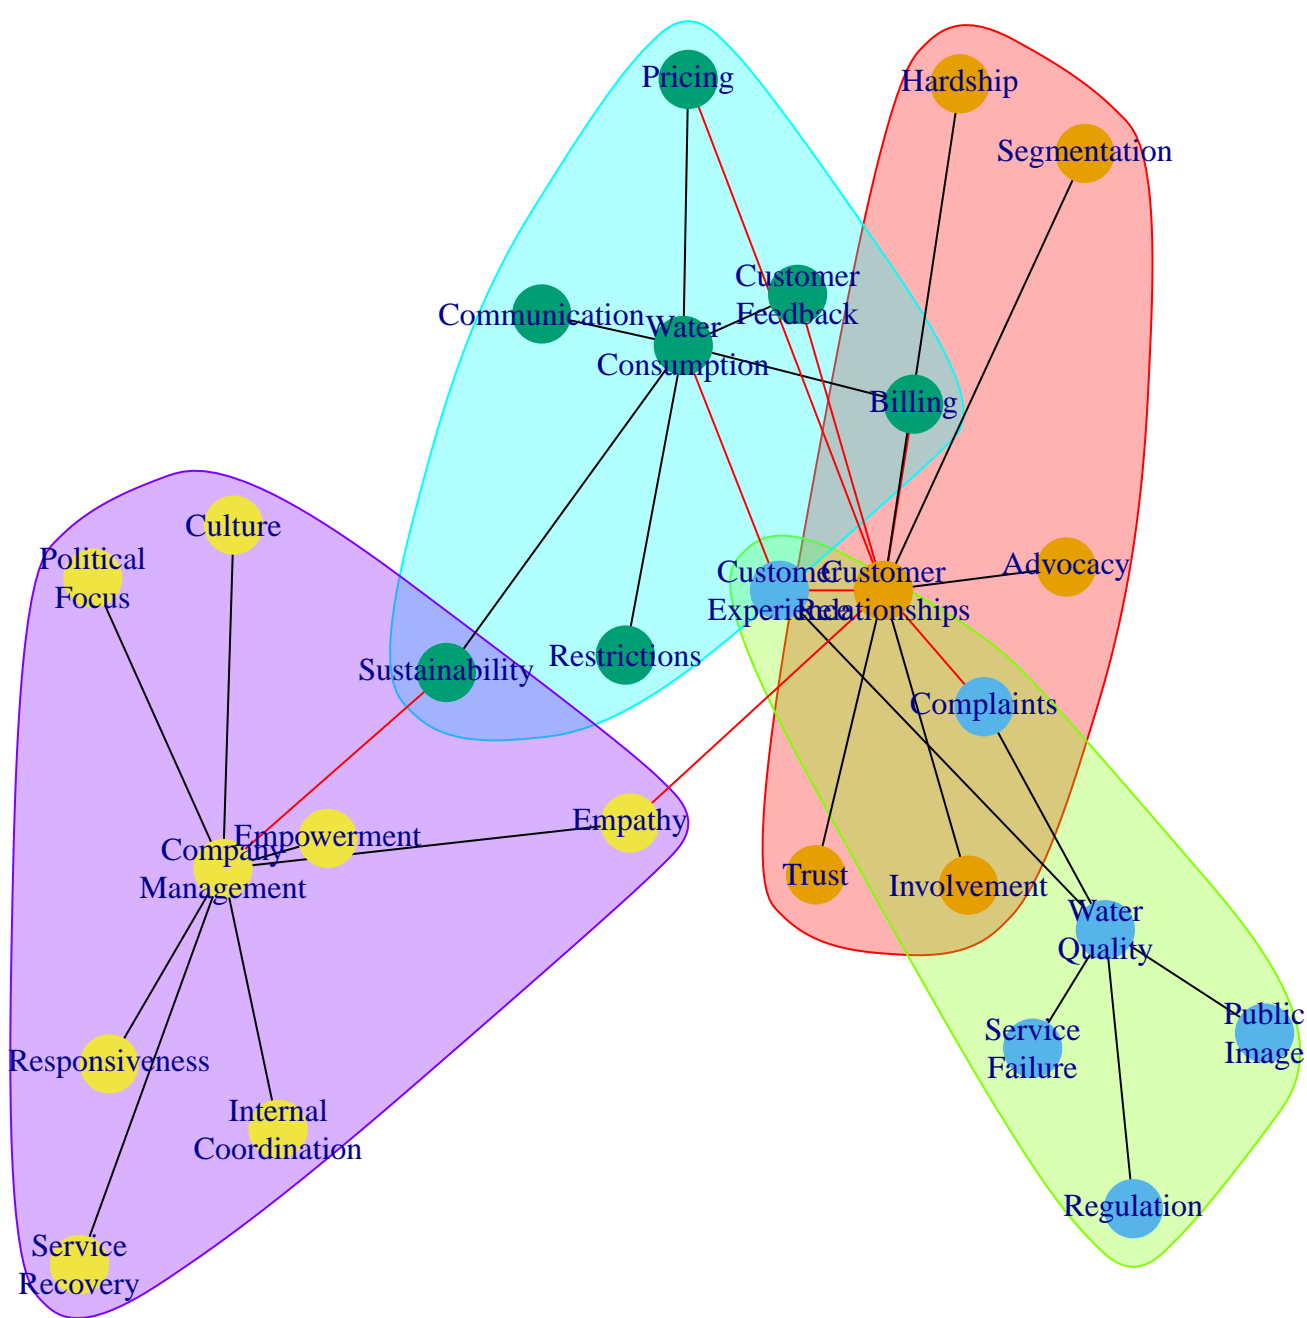 Pricing
Hardship
Segmentation
Customer
Feedback
Communication
Water
Consumption
Billing
Culture
Political
Focus
Customer
Experience
Customer
Relationships
Advocacy
Sustainability
Restrictions
Complaints
Empathy
Empowerment
Company
Management
Trust
Involvement
Water
Quality
Service
Failure
Public
Image
Responsiveness
Internal
Coordination
Regulation
Service
Recovery